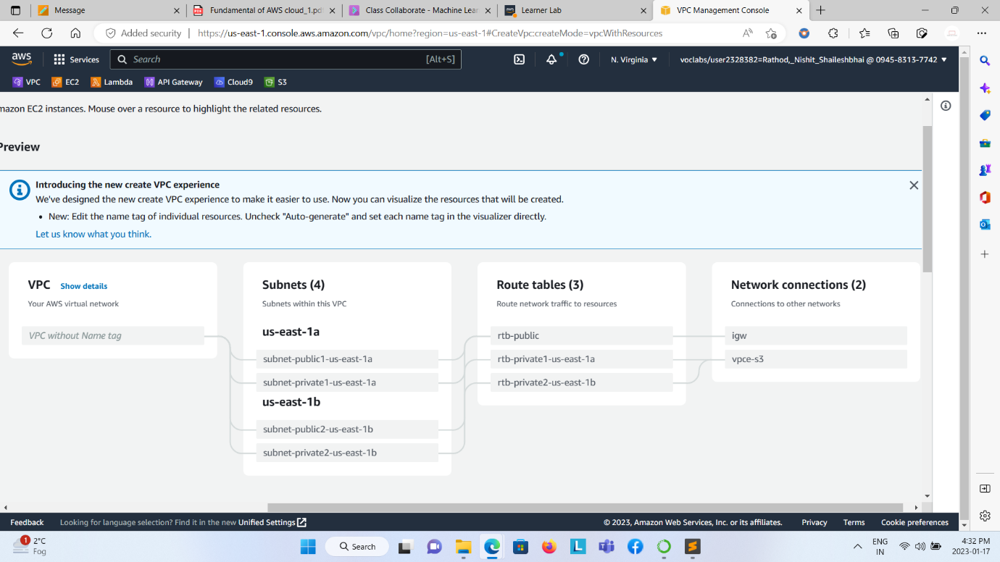 Message
PDF
Fundamental of AWS cloud_1.pd
Class Collaborate - Machine Lear
aws
Learner Lab
VPC Management Console
Added security
https://us-east-1.console.aws.amazon.com/vpc/home?region=us-east-1#CreateVpc:createMode=vpcWithResources
aws
Services
Search
[Alt+S]
N. Virginia
voclabs/user2328382=Rathod,_Nishit_Shaileshbhai @ 0945-8313-7742
VPC
EC2
Lambda
API Gateway
Cloud9
S3
mazon EC2 instances. Mouse over a resource to highlight the related resources.
Preview
Introducing the new create VPC experience
We've designed the new create VPC experience to make it easier to use. Now you can visualize the resources that will be created.
• New: Edit the name tag of individual resources. Uncheck "Auto-generate" and set each name tag in the visualizer directly.
Let us know what you think.
VPC Show details
Your AWS virtual network
VPC without Name tag
Subnets (4)
Subnets within this VPC
us-east-1a
subnet-public1-us-east-1a
subnet-private1-us-east-1a
us-east-1b
subnet-public2-us-east-1b
subnet-private2-us-east-1b
Route tables (3)
Route network traffic to resources
rtb-public
rtb-private1-us-east-1a
rtb-private2-us-east-1b
Network connections (2)
Connections to other networks
igw
vpce-s3
Feedback
Looking for language selection? Find it in the new Unified Settings
© 2023, Amazon Web Services, Inc. or its affiliates.
Privacy
Terms
Cookie preferences
1
2°C
Fog
Search
L
ENG
IN
4:32 PM
2023-01-17